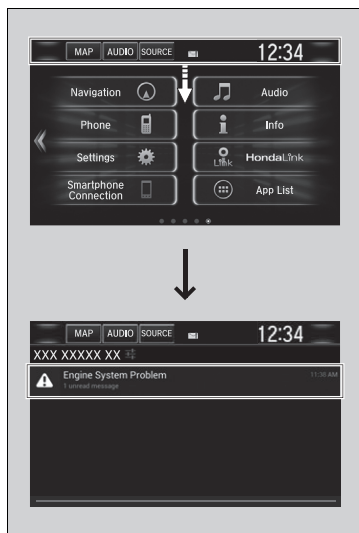 MAP AUDIO SOURCE 12:34
Navigation Audio
Phone Info
Settings Link HondaLink
Smartphone
Connection App List
MAP AUDIO SOURCE 12:34
XXX XXXXX XX
Engine System Problem 11:30 AM
1 unread message